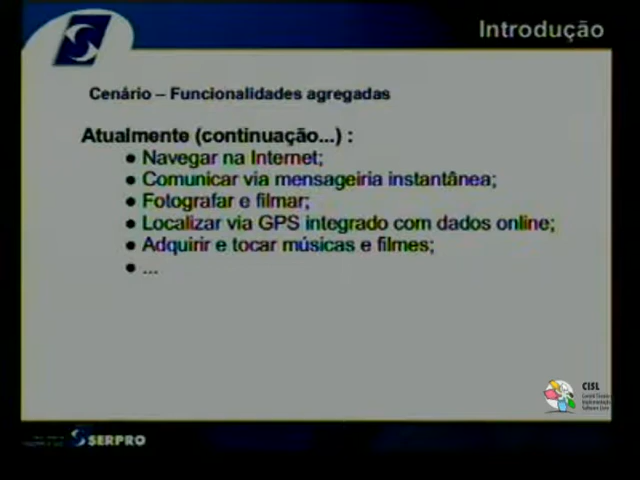 Introdução
Cenário – Funcionalidades agregadas
Atualmente (continuação...) :
● Navegar na Internet;
● Comunicar via mensageiria instantânea;
● Fotografar e filmar;
● Localizar via GPS integrado com dados online;
● Adquirir e tocar músicas e filmes;
● ...
CISL
SERPRO